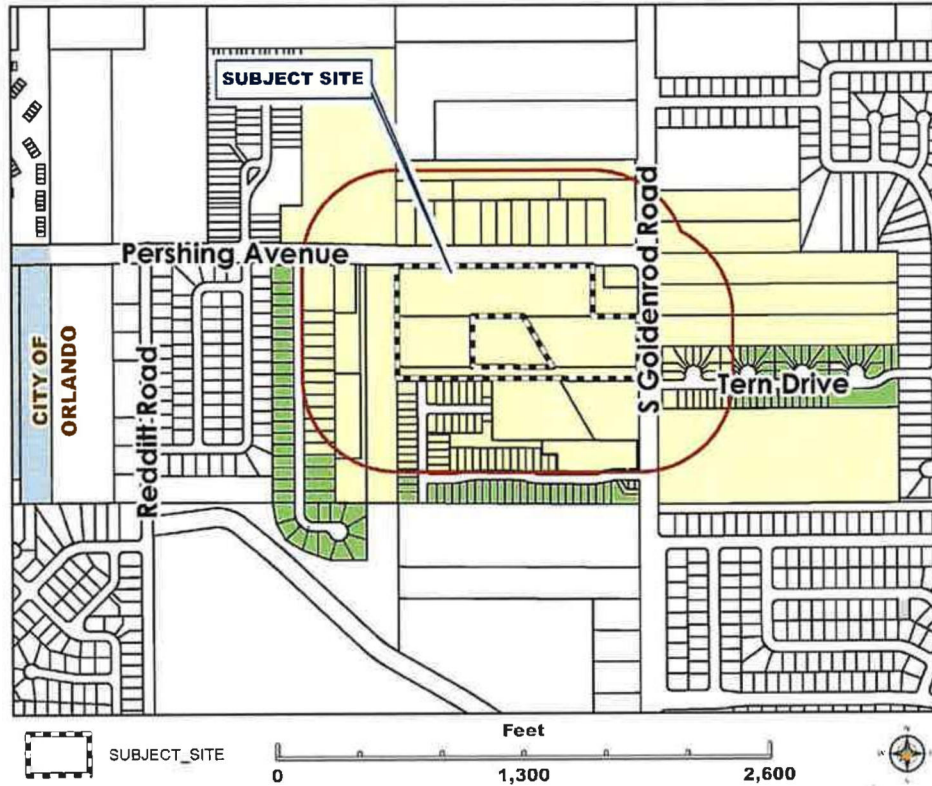 SUBJECT SITE
Pershing Avenue
S Goldenrod Road
CITY OF
ORLANDO
Redditt Road
Tern Drive
SUBJECT_SITE
Feet
0 1,300 2,600
N
W
S